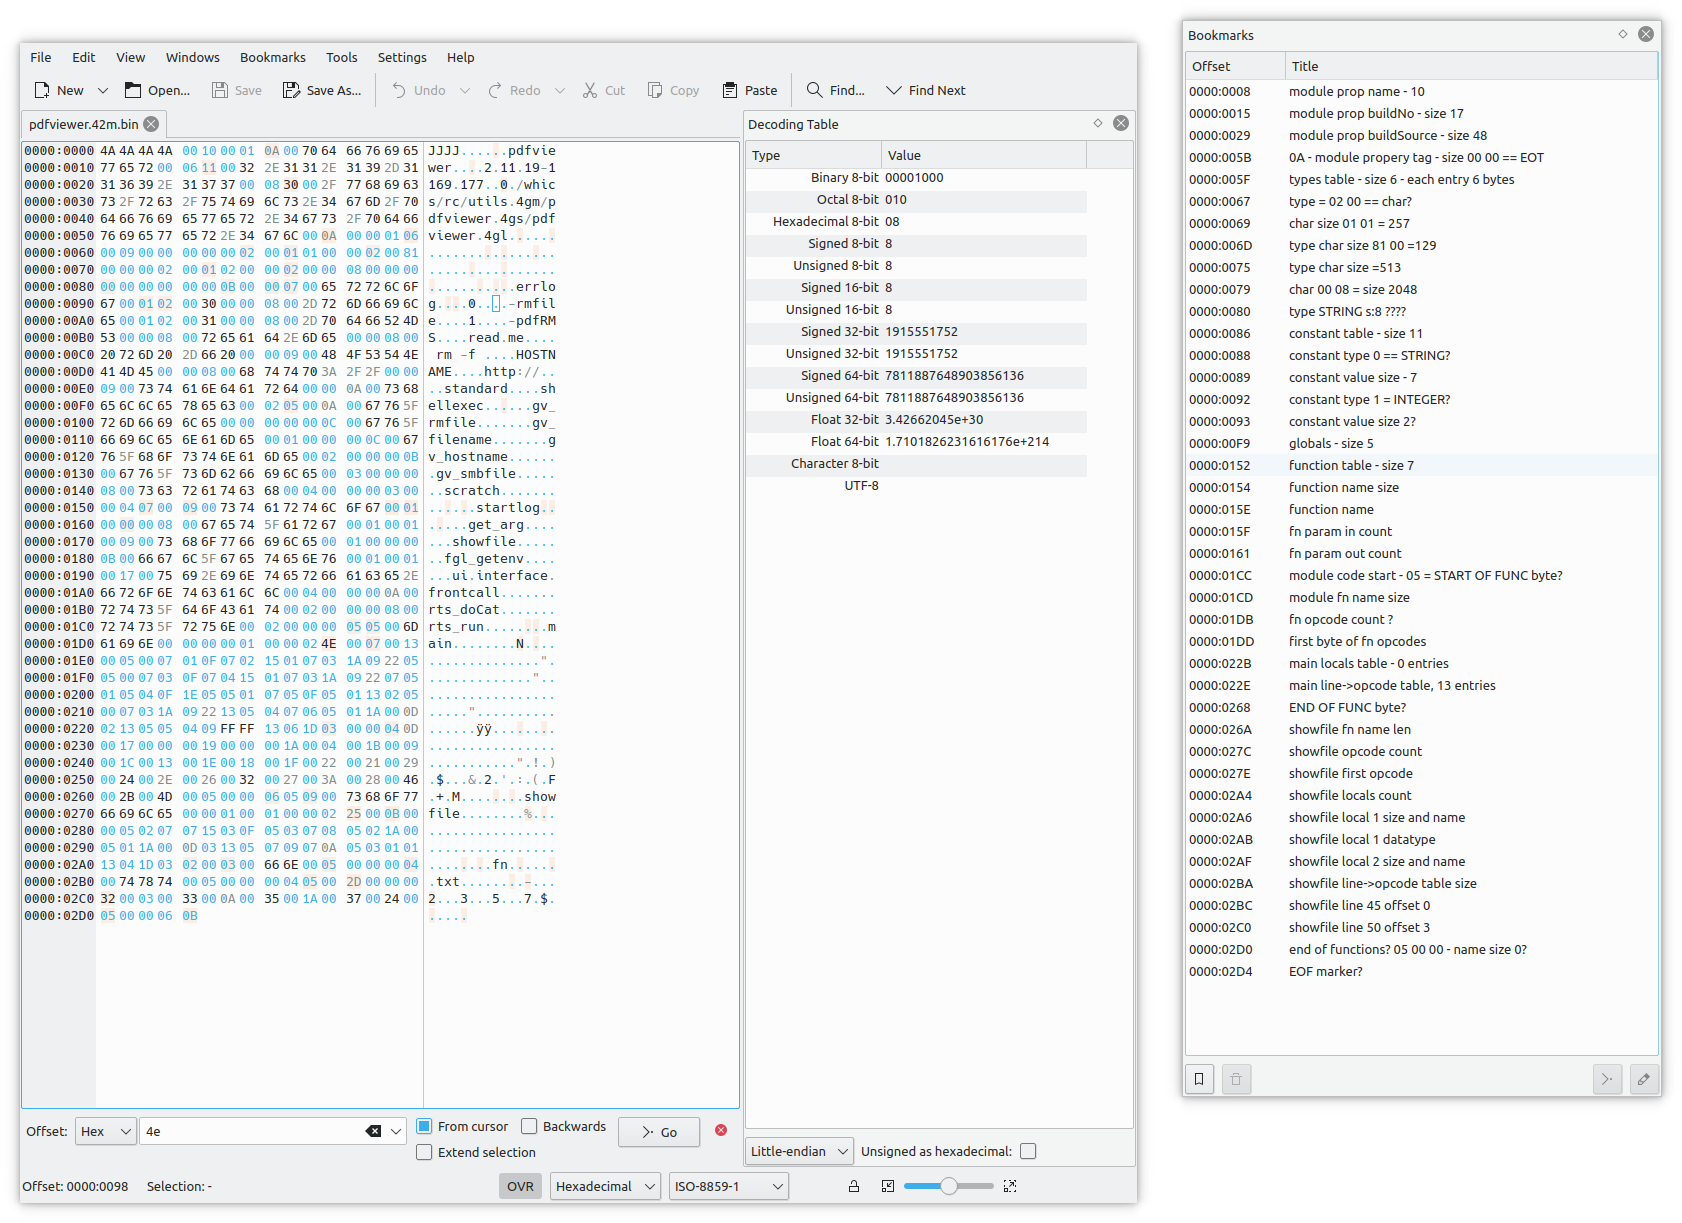 File Edit View Windows Bookmarks Tools Settings Help
New Open... Save Save As... Undo Redo Cut Copy Paste Find... Find Next
pdfviewer.42m.bin
0000:0000 4A 4A 4A 4A 00 10 00 01 0A 00 70 64 66 76 69 65 JJJJ......pdfvie
0000:0010 77 65 72 00 06 11 00 32 2E 31 31 2E 31 39 2D 31 wer....2.11.19-1
0000:0020 31 36 39 2E 31 37 37 00 08 30 00 2F 77 68 69 63 169.177..0./whic
0000:0030 73 2F 72 63 2F 75 74 69 6C 73 2E 34 67 6D 2F 70 s/rc/utils.4gm/p
0000:0040 64 66 76 69 65 77 65 72 2E 34 67 73 2F 70 64 66 dfviewer.4gs/pdf
0000:0050 76 69 65 77 65 72 2E 34 67 6C 00 0A 00 00 01 06 viewer.4gl......
0000:0060 00 09 00 00 00 00 02 00 01 01 00 00 02 00 81 ................
0000:0070 00 00 00 02 00 01 02 00 00 02 00 00 08 00 00 00 ................
0000:0080 00 00 00 00 00 0B 00 00 07 00 65 72 72 6C 6F ...........errlo
0000:0090 67 00 01 02 00 30 00 00 08 00 2D 72 6D 66 69 6C g....0....-rmfile
0000:00A0 65 00 01 02 00 31 00 00 08 00 2D 70 64 66 52 4D e....1....-pdfRM
0000:00B0 53 00 00 08 00 72 65 61 64 2E 6D 65 00 00 08 00 S....read.me....
0000:00C0 20 72 6D 20 2D 66 20 00 00 09 00 48 4F 53 54 4E rm -f ....HOSTN
0000:00D0 41 4D 45 00 00 08 00 68 74 74 70 3A 2F 2F 00 00 AME....http://..
0000:00E0 09 00 73 74 61 6E 64 61 72 64 00 00 0A 00 73 68 ..standard....sh
0000:00F0 65 6C 6C 65 78 65 63 00 02 05 00 0A 00 67 76 5F ellexec......gv_
0000:0100 72 6D 66 69 6C 65 00 00 00 00 0C 00 67 76 5F rmfile.......gv_
0000:0110 66 69 6C 65 6E 61 6D 65 00 01 00 00 00 0C 00 67 filename.......g
0000:0120 76 5F 68 6F 73 74 6E 61 6D 65 00 02 00 00 00 0B v_hostname......
0000:0130 00 67 76 5F 73 6D 62 66 69 6C 65 00 03 00 00 00 .gv_smbfile.....
0000:0140 08 00 73 63 72 61 74 63 68 00 04 00 00 00 03 00 ..scratch.......
0000:0150 00 04 07 00 09 00 73 74 61 72 74 6C 6F 67 00 01 ......startlog..
0000:0160 00 00 00 08 00 67 65 74 5F 61 72 67 00 01 00 01 .....get_arg....
0000:0170 00 09 00 73 68 6F 77 66 69 6C 65 00 01 00 00 00 ...showfile.....
0000:0180 0B 00 66 67 6C 5F 67 65 74 65 6E 76 00 01 00 01 ..fgl_getenv....
0000:0190 00 17 00 75 69 2E 69 6E 74 65 72 66 61 63 65 2E ...ui.interface.
0000:01A0 66 72 6F 6E 74 63 61 6C 6C 00 04 00 00 00 0A 00 frontcall.......
0000:01B0 72 74 73 5F 64 6F 43 61 74 00 02 00 00 00 08 00 rts_doCat.......
0000:01C0 72 74 73 5F 72 75 6E 00 02 00 00 00 05 05 00 6D rts_run........m
0000:01D0 61 69 6E 00 00 00 00 01 00 00 02 4E 00 07 00 13 ain........N....
0000:01E0 00 05 00 07 01 0F 07 02 15 01 07 03 1A 09 22 05 ..............".
0000:01F0 05 00 07 03 0F 07 04 15 01 07 03 1A 09 22 07 05 .............."..
0000:0200 01 05 04 0F 1E 05 05 01 07 05 0F 05 01 13 02 05 ................
0000:0210 00 07 03 1A 09 22 13 05 04 07 06 05 01 1A 00 0D ....."..........
0000:0220 02 13 05 05 04 09 FF FF 13 06 1D 03 00 00 04 0D ......ÿÿ........
0000:0230 00 17 00 00 00 19 00 00 00 1A 00 04 00 1B 00 09 ................
0000:0240 00 1C 00 13 00 1E 00 18 00 1F 00 22 00 21 00 29 ...........".!.)
0000:0250 00 24 00 2E 00 26 00 32 00 27 00 3A 00 28 00 46 .$...&.2.'.:.(.F
0000:0260 00 2B 00 4D 00 05 00 00 06 05 09 00 73 68 6F 77 .+.M........show
0000:0270 66 69 6C 65 00 00 01 00 01 00 00 02 25 00 0B 00 file........%...
0000:0280 00 05 02 07 07 15 03 0F 05 03 07 08 05 02 1A 00 ................
0000:0290 05 01 1A 00 0D 03 13 05 07 09 07 0A 05 03 01 01 ................
0000:02A0 13 04 1D 03 02 00 03 00 66 6E 00 05 00 00 00 04 ........fn......
0000:02B0 00 74 78 74 00 05 00 00 00 04 05 00 2D 00 00 00 .txt........-...
0000:02C0 32 00 03 00 33 00 0A 00 35 00 1A 00 37 00 24 00 2...3...5...7.$.
0000:02D0 05 00 00 06 0B .....
Offset: Hex 4e From cursor Backwards Go
Extend selection
Offset: 0000:0098 Selection: - OVR Hexadecimal ISO-8859-1
Decoding Table
Type Value
Binary 8-bit 00001000
Octal 8-bit 010
Hexadecimal 8-bit 08
Signed 8-bit 8
Unsigned 8-bit 8
Signed 16-bit 8
Unsigned 16-bit 8
Signed 32-bit 1915551752
Unsigned 32-bit 1915551752
Signed 64-bit 7811887648903856136
Unsigned 64-bit 7811887648903856136
Float 32-bit 3.42662045e+30
Float 64-bit 1.7101826231616176e+214
Character 8-bit
UTF-8
Little-endian Unsigned as hexadecimal:
Bookmarks
Offset Title
0000:0008 module prop name - 10
0000:0015 module prop buildNo - size 17
0000:0029 module prop buildSource - size 48
0000:005B 0A - module propery tag - size 00 00 == EOT
0000:005F types table - size 6 - each entry 6 bytes
0000:0067 type = 02 00 == char?
0000:0069 char size 01 01 = 257
0000:006D type char size 81 00 =129
0000:0075 type char size =513
0000:0079 char 00 08 = size 2048
0000:0080 type STRING s:8 ????
0000:0086 constant table - size 11
0000:0088 constant type 0 == STRING?
0000:0089 constant value size - 7
0000:0092 constant type 1 = INTEGER?
0000:0093 constant value size 2?
0000:00F9 globals - size 5
0000:0152 function table - size 7
0000:0154 function name size
0000:015E function name
0000:015F fn param in count
0000:0161 fn param out count
0000:01CC module code start - 05 = START OF FUNC byte?
0000:01CD module fn name size
0000:01DB fn opcode count ?
0000:01DD first byte of fn opcodes
0000:022B main locals table - 0 entries
0000:022E main line->opcode table, 13 entries
0000:0268 END OF FUNC byte?
0000:026A showfile fn name len
0000:027C showfile opcode count
0000:027E showfile first opcode
0000:02A4 showfile locals count
0000:02A6 showfile local 1 size and name
0000:02AB showfile local 1 datatype
0000:02AF showfile local 2 size and name
0000:02BA showfile line->opcode table size
0000:02BC showfile line 45 offset 0
0000:02C0 showfile line 50 offset 3
0000:02D0 end of functions? 05 00 00 - name size 0?
0000:02D4 EOF marker?